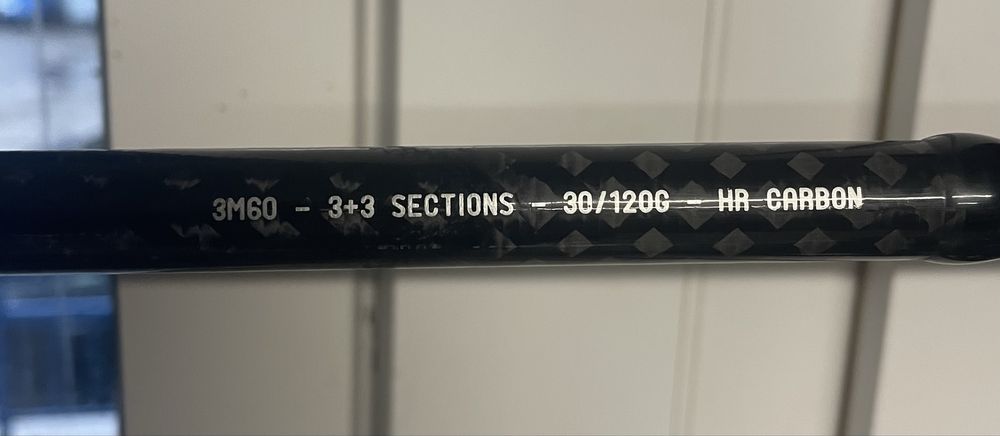 3M60 - 3+3 SECTIONS - 30/120G - HR CARBON